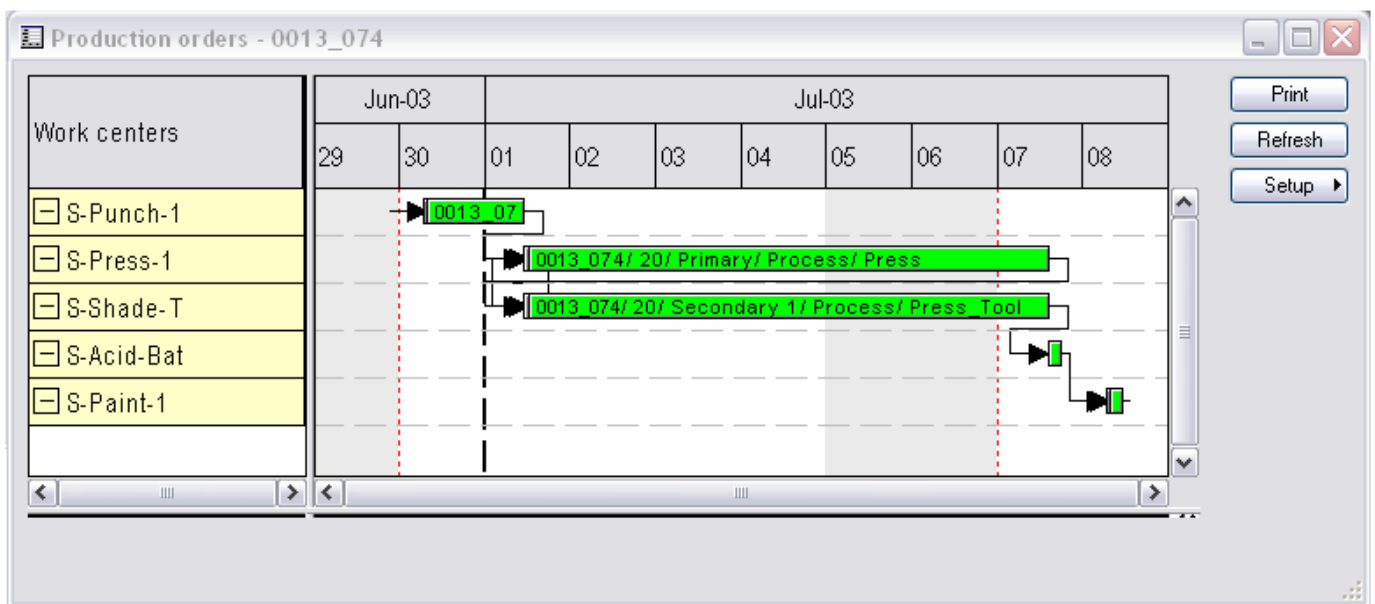 Production orders - 0013_074
Work centers
Jun-03 Jul-03
29 30 01 02 03 04 05 06 07 08
Print
Refresh
Setup
S-Punch-1
0013_07
S-Press-1
0013_074/ 20/ Primary/ Process/ Press
S-Shade-T
0013_074/ 20/ Secondary 1/ Process/ Press_Tool
S-Acid-Bat
S-Paint-1